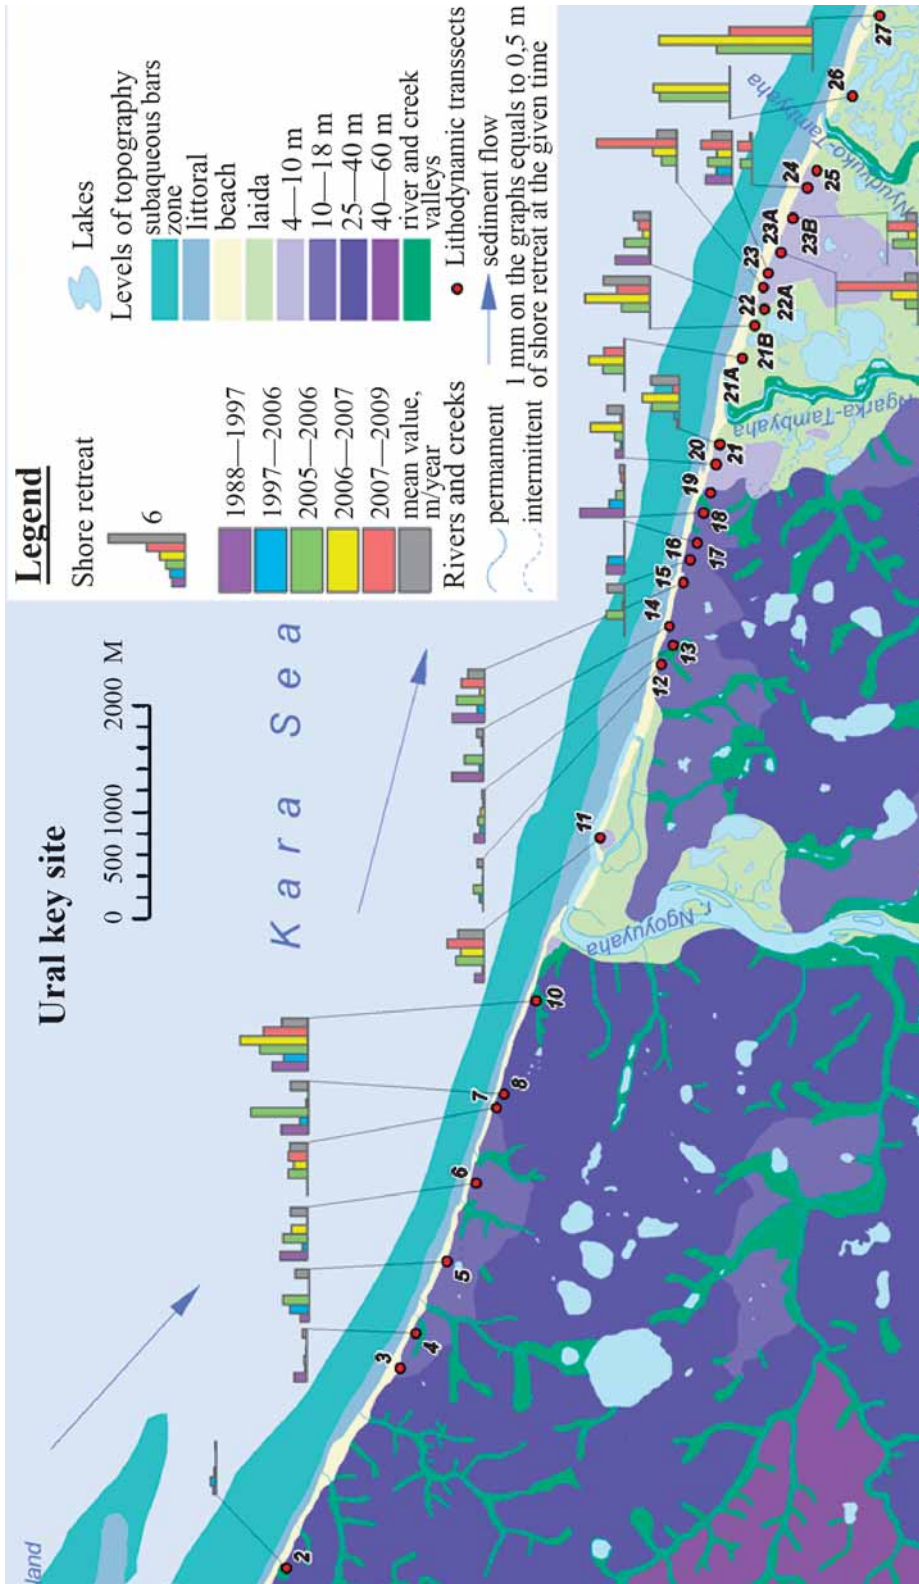 Ural key site
0 500 1000 2000 M
Kara Sea
land
Legend
Shore retreat
6
1988—1997
1997—2006
2005—2006
2006—2007
2007—2009
mean value,
m/year
Rivers and creeks
permanent
intermittent
Lakes
Levels of topography
subaqueous bars
zone
littoral
beach
laida
4—10 m
10—18 m
25—40 m
40—60 m
river and creek
valleys
Lithodynamic transsects
sediment flow
1 mm on the graphs equals to 0,5 m
of shore retreat at the given time
2
3
4
5
6
7
8
10
r. Ngoyuyaha
11
12
13
14
15
16
17
18
19
20
21
Ngarka-Tambyaha
21A
21B
22
22A
23
23A
23B
24
25
Nyudruko-Tambyaha
26
27